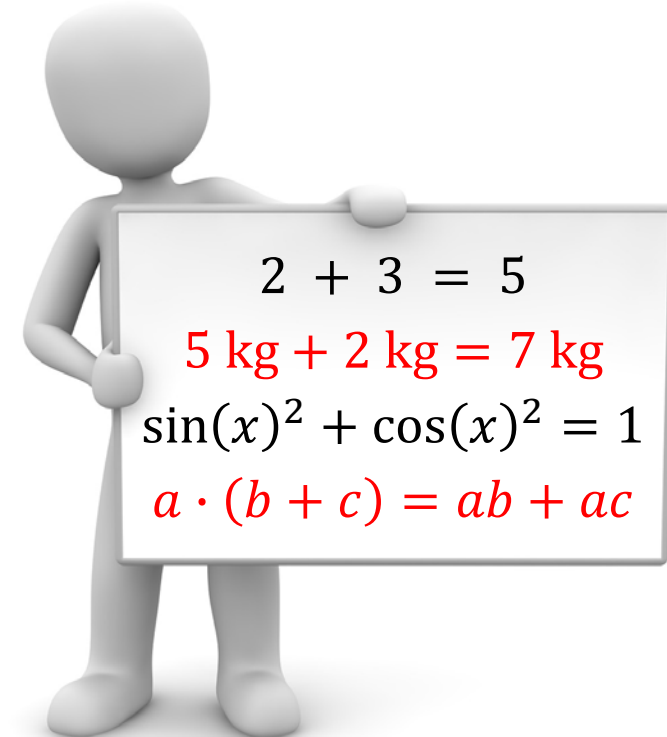 2 + 3 = 5
5 kg + 2 kg = 7 kg
sin(x)² + cos(x)² = 1
a · (b + c) = ab + ac